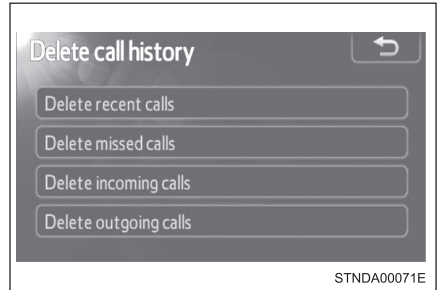 Delete call history
Delete recent calls
Delete missed calls
Delete incoming calls
Delete outgoing calls
STNDA00071E